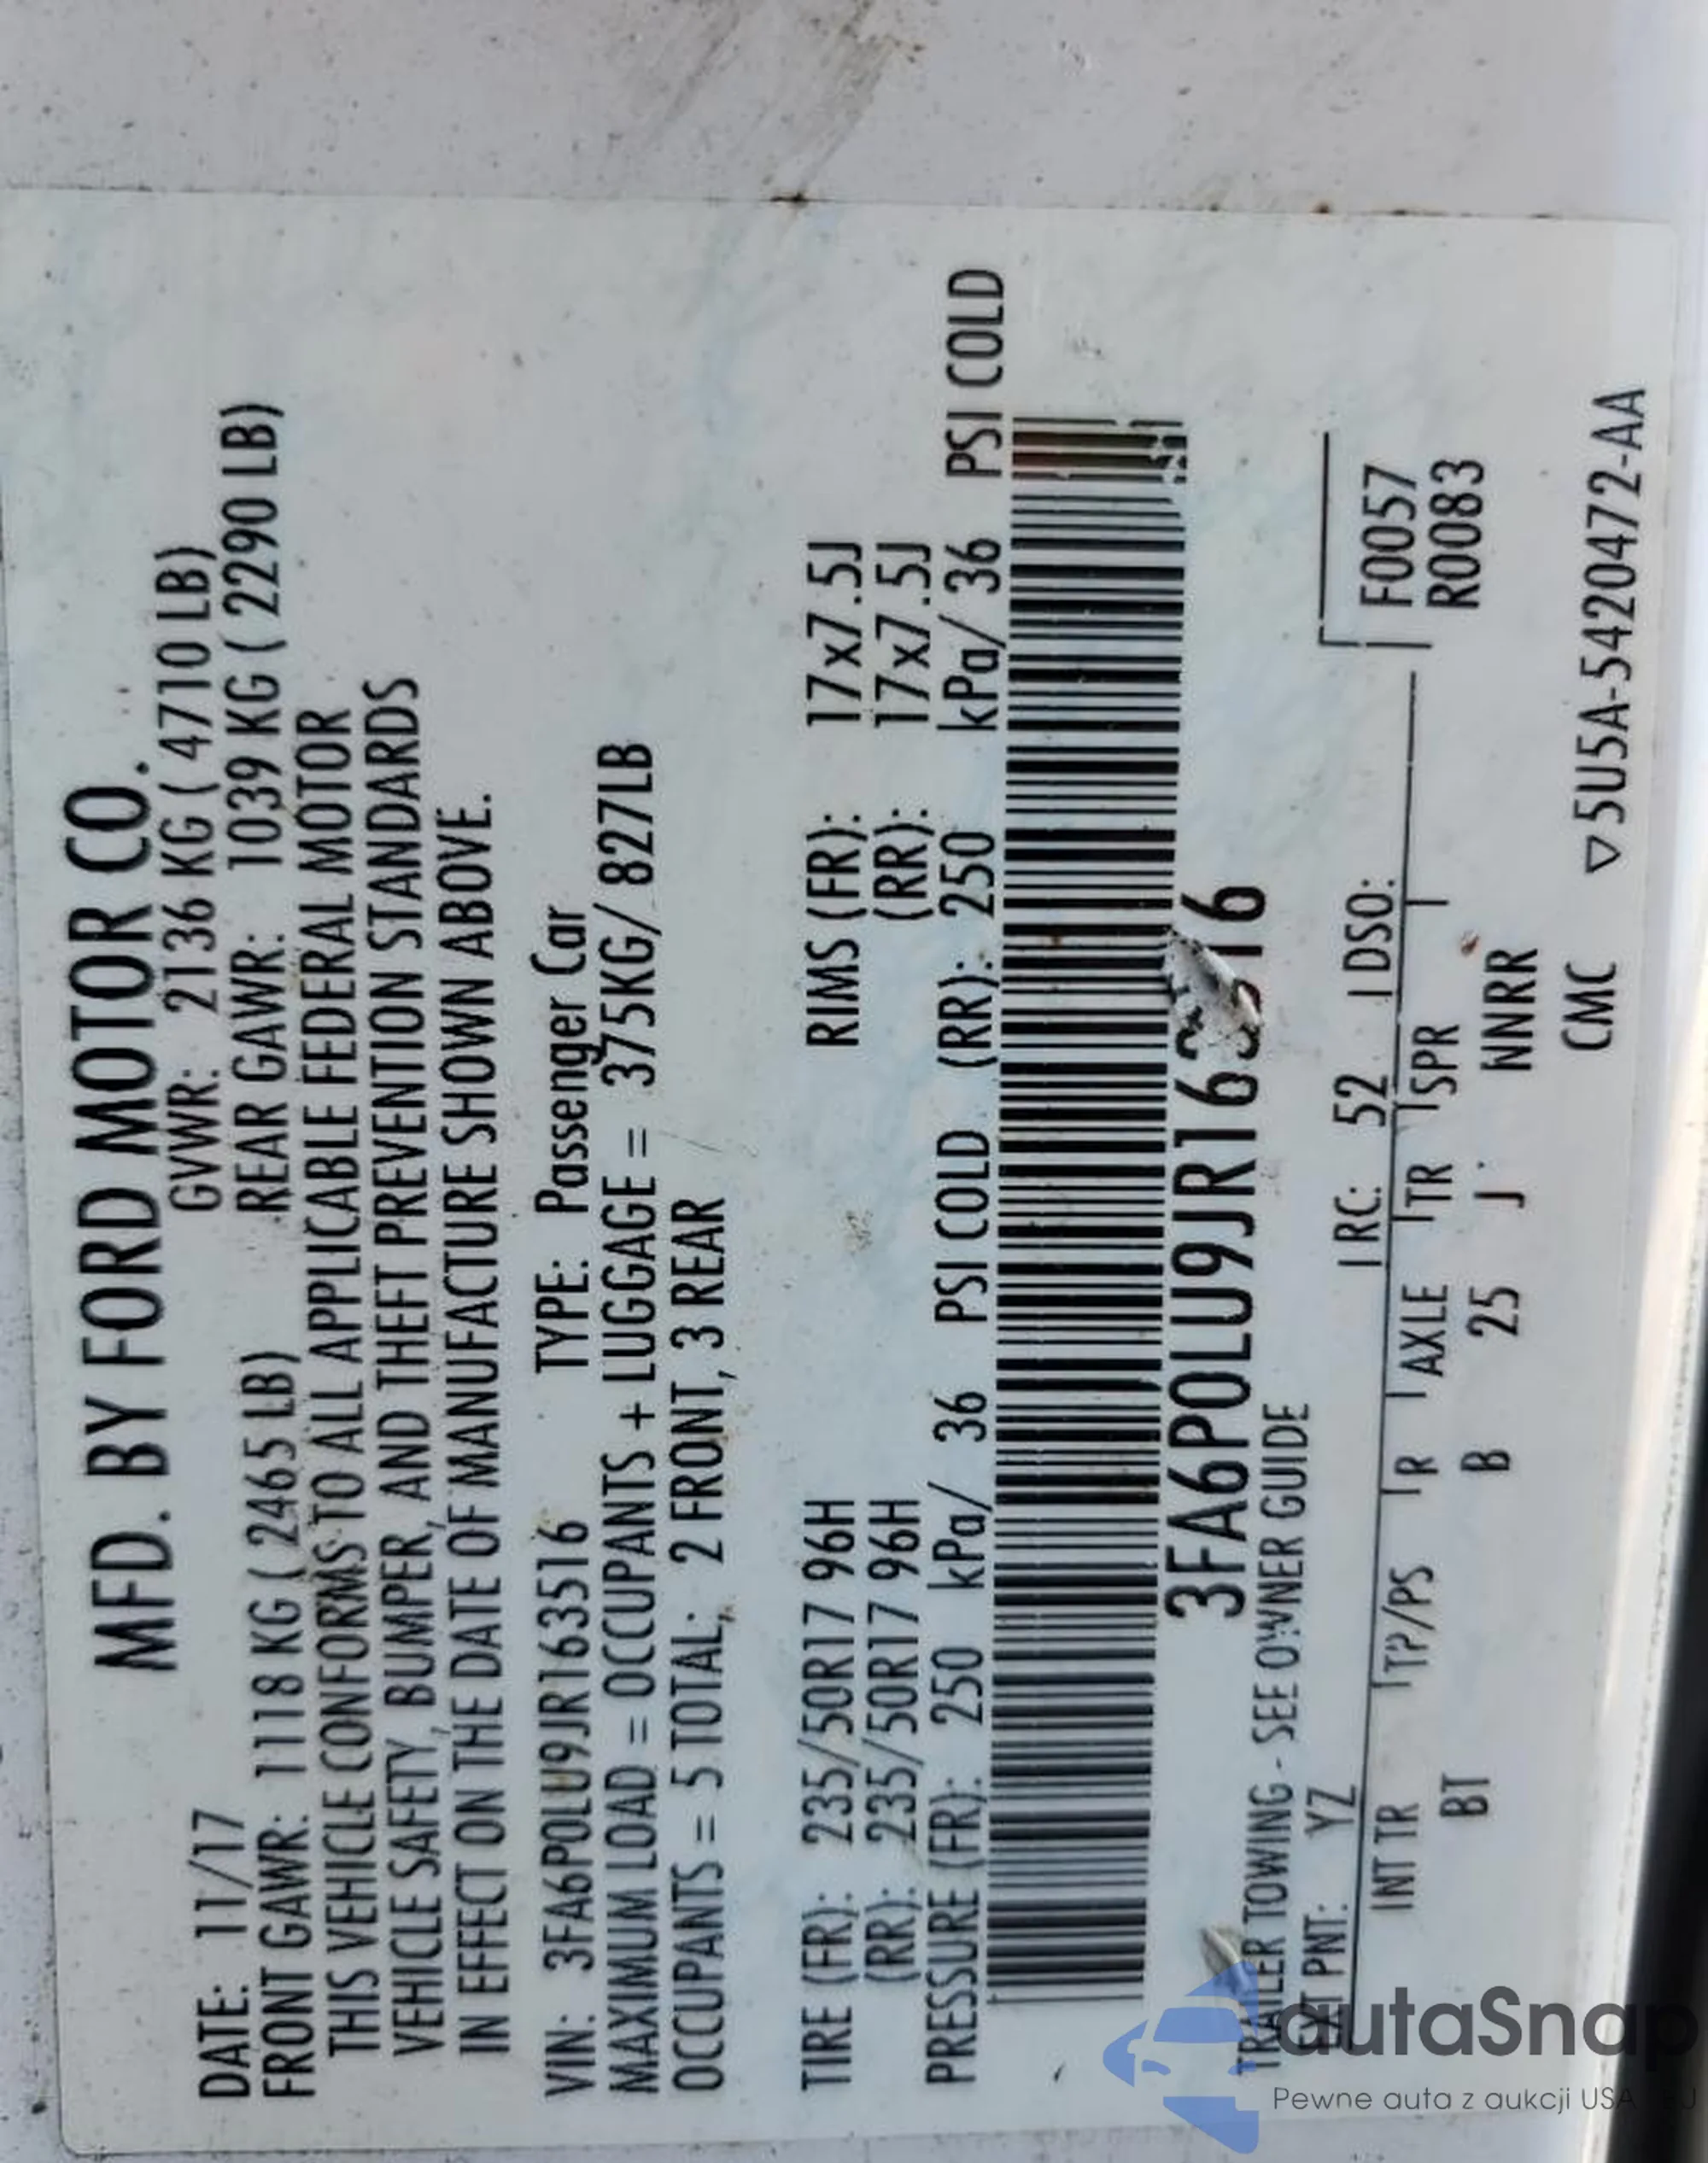 MFD. BY FORD MOTOR CO.
DATE: 11/17 GVWR: 2136 KG ( 4710 LB)
FRONT GAWR: 1118 KG ( 2465 LB) REAR GAWR: 1039 KG ( 2290 LB)
THIS VEHICLE CONFORMS TO ALL APPLICABLE FEDERAL MOTOR
VEHICLE SAFETY, BUMPER, AND THEFT PREVENTION STANDARDS
IN EFFECT ON THE DATE OF MANUFACTURE SHOWN ABOVE.
VIN: 3FA6P0LU9JR163516 TYPE: Passenger Car
MAXIMUM LOAD = OCCUPANTS + LUGGAGE = 375KG/ 827LB
OCCUPANTS = 5 TOTAL; 2 FRONT, 3 REAR
TIRE (FR): 235/50R17 96H RIMS (FR): 17x7.5J
(RR): 235/50R17 96H (RR): 17x7.5J
PRESSURE (FR): 250 kPa/ 36 PSI COLD (RR): 250 kPa/ 36 PSI COLD
TRAILER TOWING - SEE OWNER GUIDE
EXT PNT: YZ RC: 52 DSO:
INT TR TP/PS R AXLE TR SPR F0057
BT B 25 J NNRR R0083
CMC ▽5U5A-5420472-AA
autaSnap
Pewne auta z aukcji USA